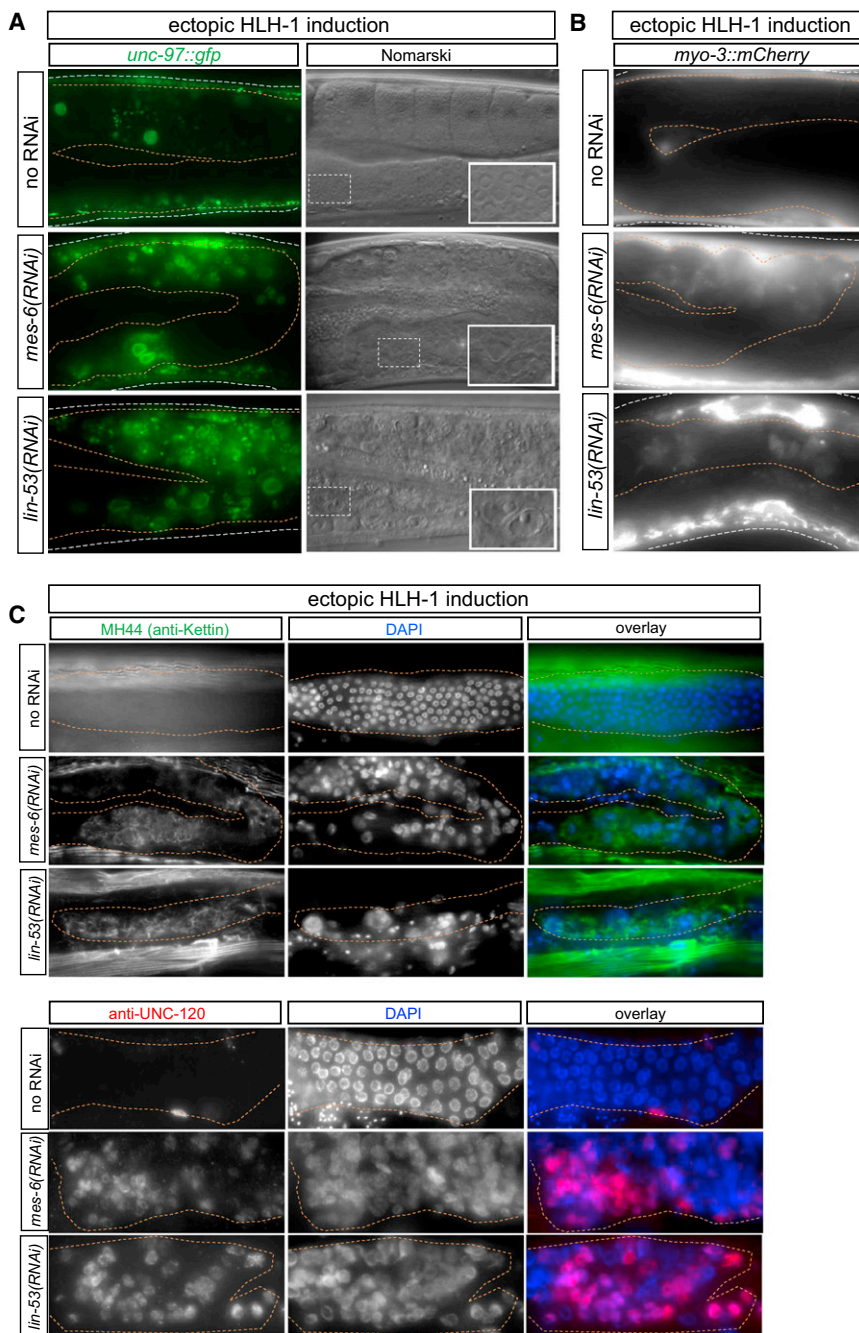 A
ectopic HLH-1 induction
unc-97::gfp
Nomarski
no RNAi
mes-6(RNAi)
lin-53(RNAi)
B
ectopic HLH-1 induction
myo-3::mCherry
no RNAi
mes-6(RNAi)
lin-53(RNAi)
C
ectopic HLH-1 induction
MH44 (anti-Kettin)
DAPI
overlay
no RNAi
mes-6(RNAi)
lin-53(RNAi)
anti-UNC-120
DAPI
overlay
no RNAi
mes-6(RNAi)
lin-53(RNAi)